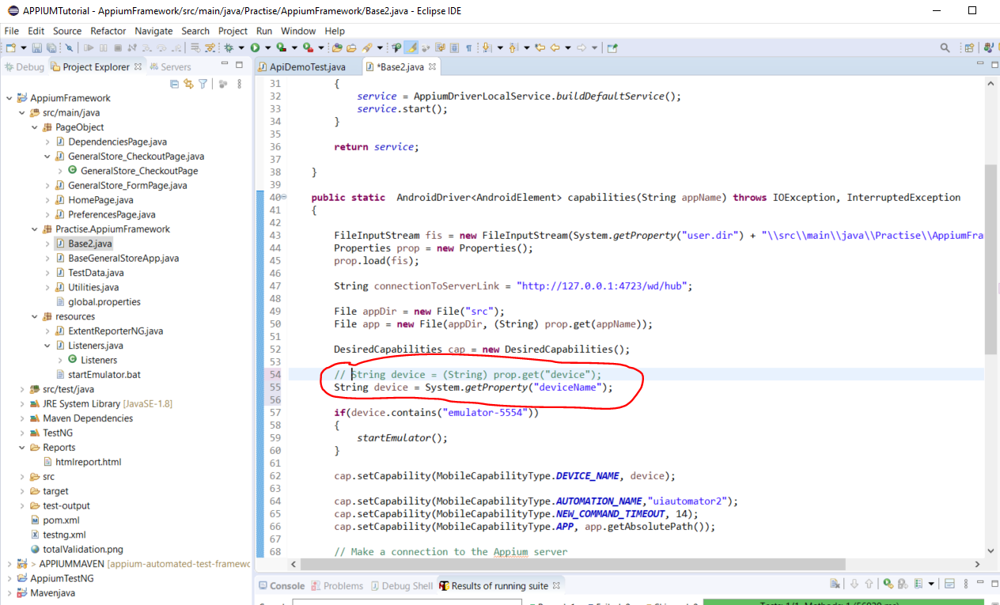 APPIUMTutorial - AppiumFramework/src/main/java/Practise/AppiumFramework/Base2.java - Eclipse IDE
File Edit Source Refactor Navigate Search Project Run Window Help
Debug Project Explorer Servers
AppiumFramework
src/main/java
PageObject
DependenciesPage.java
GeneralStore_CheckoutPage.java
GeneralStore_CheckoutPage
GeneralStore_FormPage.java
HomePage.java
PreferencesPage.java
Practise.AppiumFramework
Base2.java
BaseGeneralStoreApp.java
TestData.java
Utilities.java
global.properties
resources
ExtentReporterNG.java
Listeners.java
Listeners
startEmulator.bat
src/test/java
JRE System Library [JavaSE-1.8]
Maven Dependencies
TestNG
Reports
htmlreport.html
src
target
test-output
pom.xml
testng.xml
totalValidation.png
> APPIUMMAVEN [appium-automated-test-framewo
AppiumTestNG
Mavenjava
ApiDemoTest.java *Base2.java
31 {
32 service = AppiumDriverLocalService.buildDefaultService();
33 service.start();
34 }
35
36 return service;
37
38 }
39
40 public static AndroidDriver<AndroidElement> capabilities(String appName) throws IOException, InterruptedException
41 {
42
43 FileInputStream fis = new FileInputStream(System.getProperty("user.dir") + "\\src\\main\\java\\Practise\\AppiumFra
44 Properties prop = new Properties();
45 prop.load(fis);
46
47 String connectionToServerLink = "http://127.0.0.1:4723/wd/hub";
48
49 File appDir = new File("src");
50 File app = new File(appDir, (String) prop.get(appName));
51
52 DesiredCapabilities cap = new DesiredCapabilities();
53
54 // String device = (String) prop.get("device");
55 String device = System.getProperty("deviceName");
56
57 if(device.contains("emulator-5554"))
58 {
59 startEmulator();
60 }
61
62 cap.setCapability(MobileCapabilityType.DEVICE_NAME, device);
63
64 cap.setCapability(MobileCapabilityType.AUTOMATION_NAME,"uiautomator2");
65 cap.setCapability(MobileCapabilityType.NEW_COMMAND_TIMEOUT, 14);
66 cap.setCapability(MobileCapabilityType.APP, app.getAbsolutePath());
67
68 // Make a connection to the Appium server
Console Problems Debug Shell Results of running suite